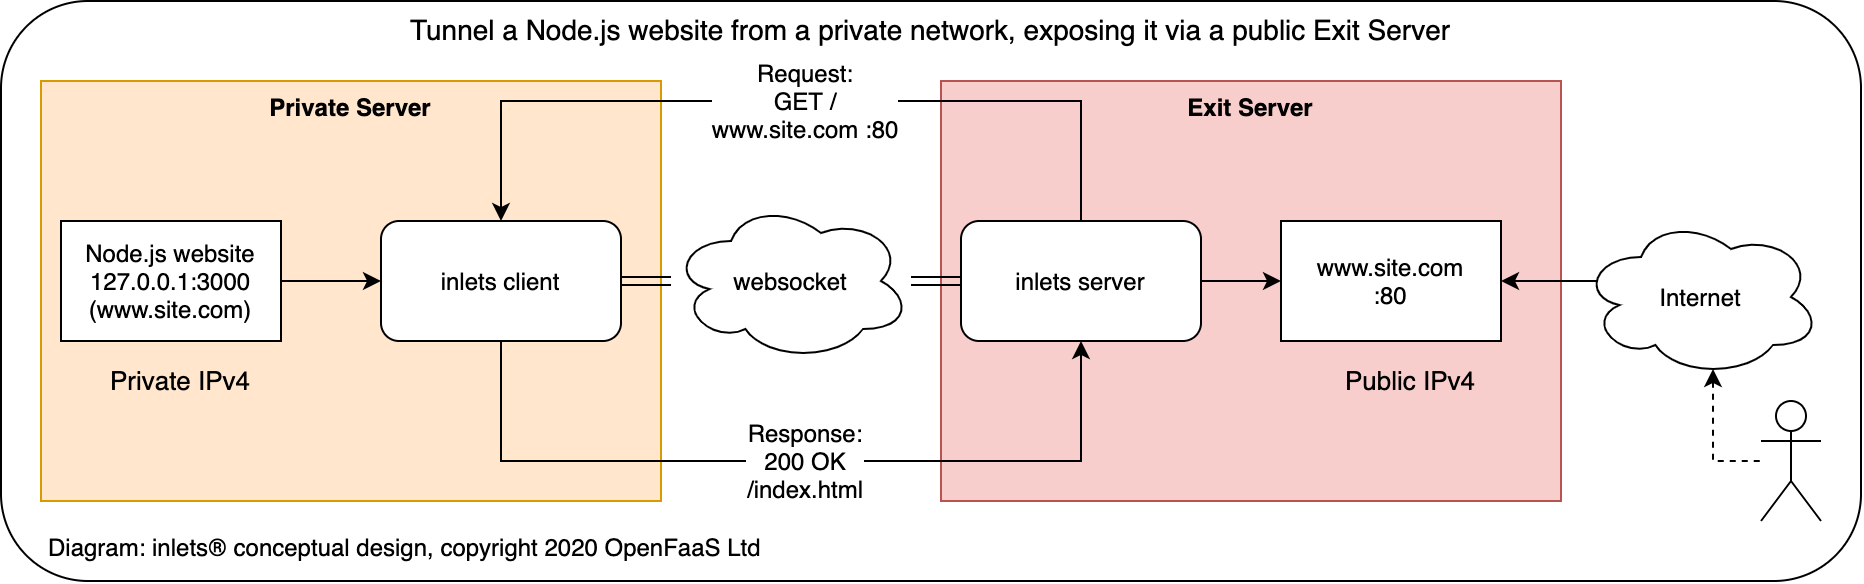 Tunnel a Node.js website from a private network, exposing it via a public Exit Server
Private Server
Request:
GET /
www.site.com :80
Exit Server
Node.js website
127.0.0.1:3000
(www.site.com)
inlets client
websocket
inlets server
www.site.com
:80
Internet
Private IPv4
Public IPv4
Response:
200 OK
/index.html
Diagram: inlets® conceptual design, copyright 2020 OpenFaaS Ltd